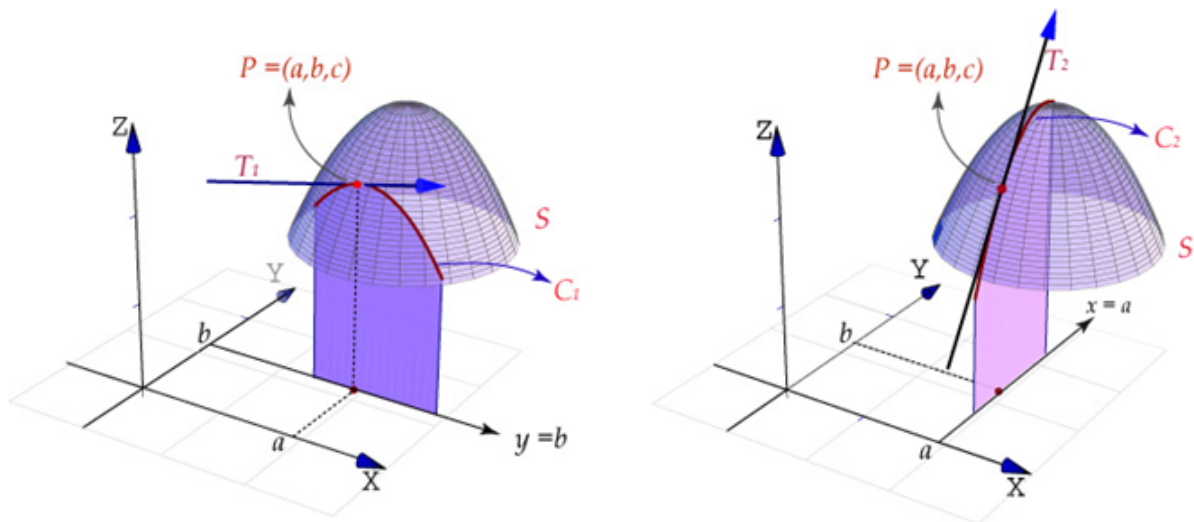 P =(a,b,c)
Z
T1
S
C1
Y
b
a
y =b
X
T2
P =(a,b,c)
Z
C2
S
Y
x = a
b
a
X